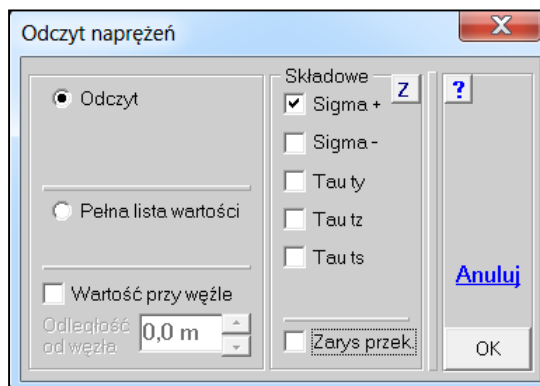 Odczyt naprężeń
X
Odczyt
Pełna lista wartości
Wartość przy węźle
Odległość
od węzła
0,0 m
Składowe
Z
Sigma +
Sigma -
Tau ty
Tau tz
Tau ts
Zarys przek.
?
Anuluj
OK